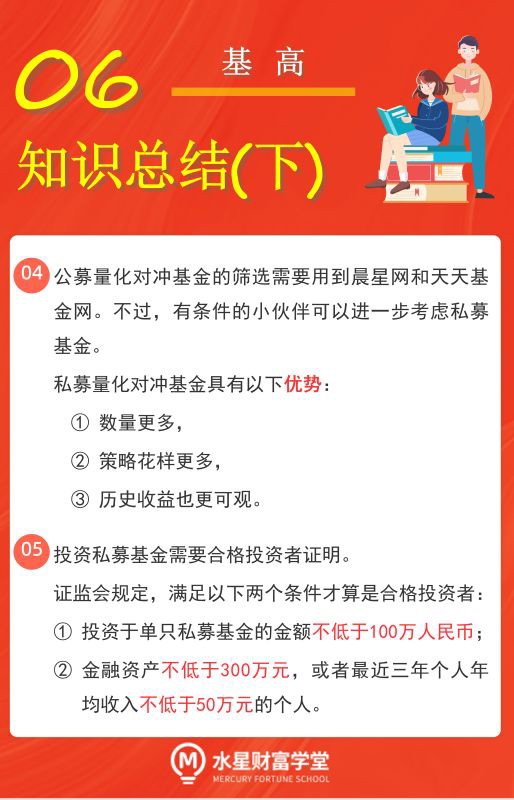 06
基 高
知识总结(下)
04
公募量化对冲基金的筛选需要用到晨星网和天天基
金网。不过，有条件的小伙伴可以进一步考虑私募
基金。
私募量化对冲基金具有以下优势：
① 数量更多，
② 策略花样更多，
③ 历史收益也更可观。
05
投资私募基金需要合格投资者证明。
证监会规定，满足以下两个条件才算是合格投资者：
① 投资于单只私募基金的金额不低于100万人民币；
② 金融资产不低于300万元，或者最近三年个人年
均收入不低于50万元的个人。
水星财富学堂
MERCURY FORTUNE SCHOOL